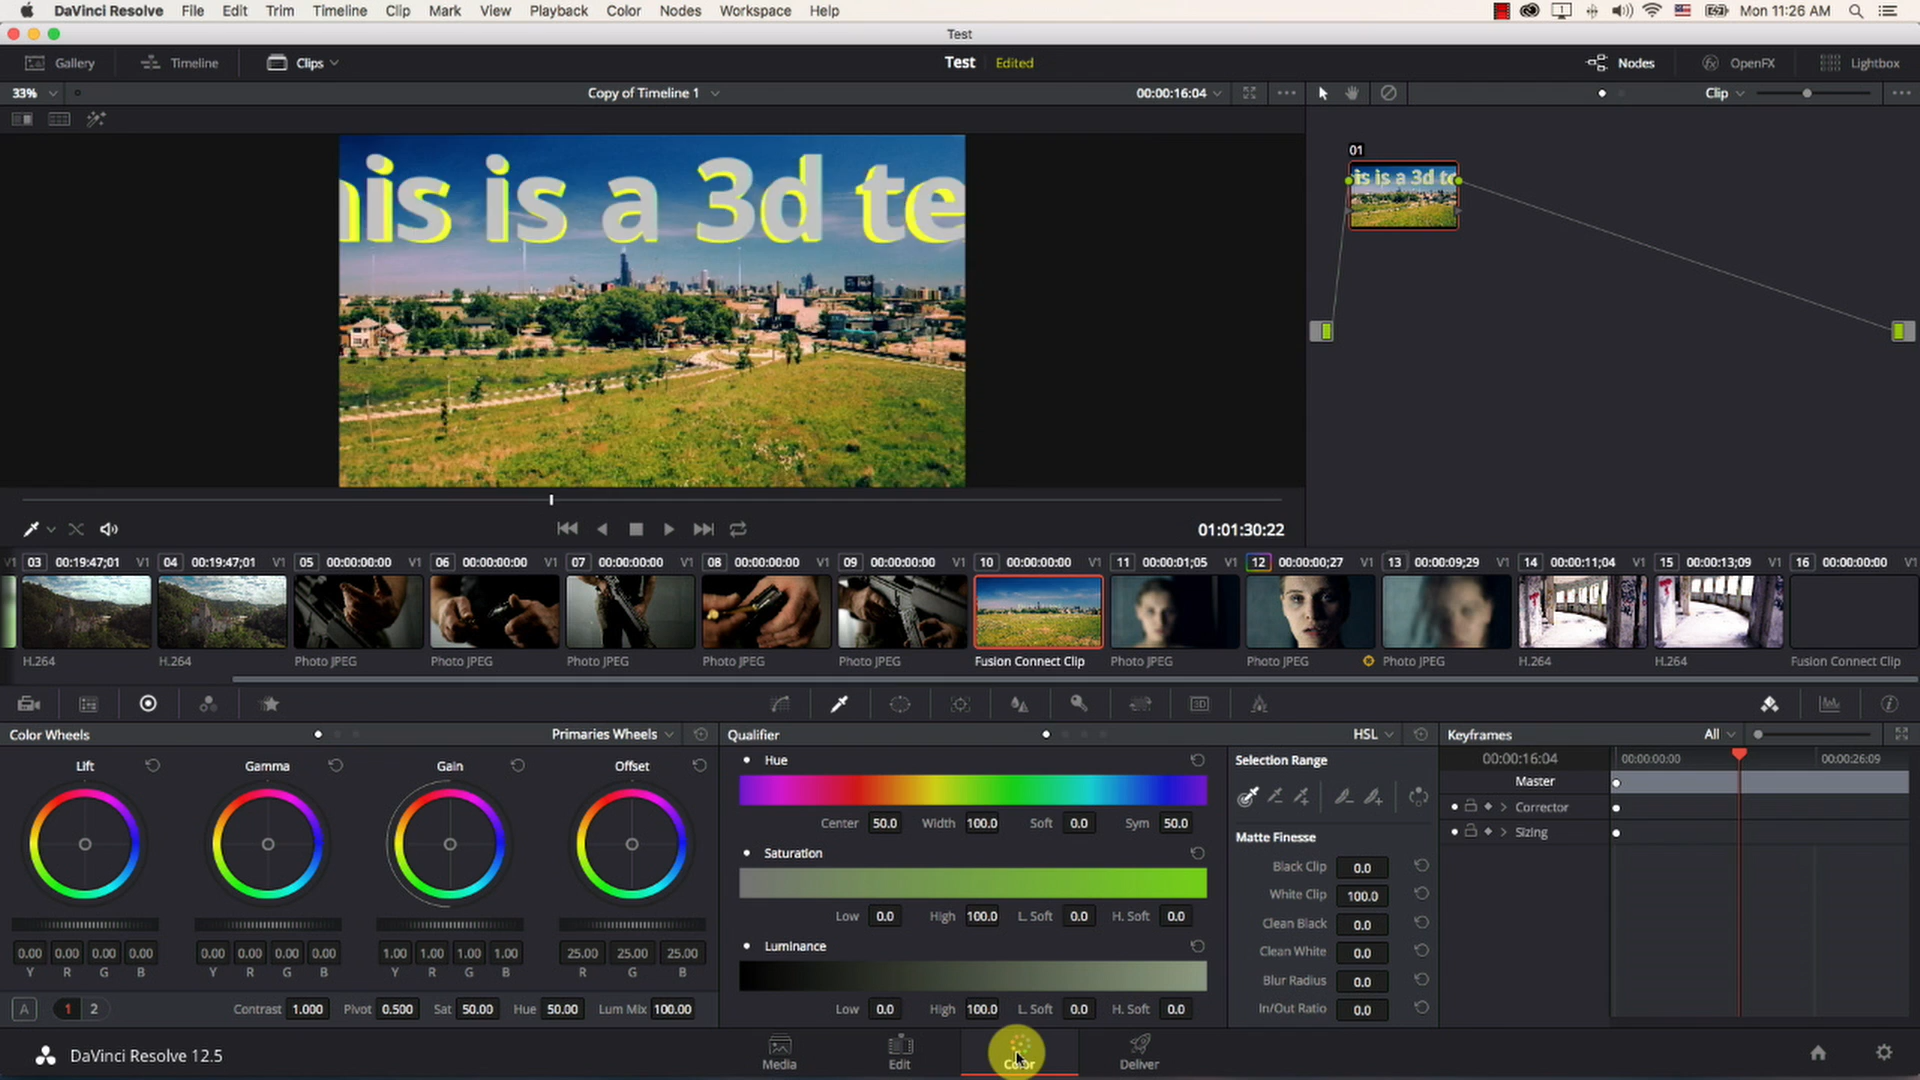 DaVinci Resolve File Edit Trim Timeline Clip Mark View Playback Color Nodes Workspace Help Mon 11:26 AM
Test
Gallery Timeline Clips Test Edited Nodes OpenFX Lightbox
33% Copy of Timeline 1 00:00:16:04 Clip
his is a 3d te
01
is is a 3d te
01:01:30:22
V1 03 00:19:47;01 V1 04 00:19:47;01 V1 05 00:00:00:00 V1 06 00:00:00:00 V1 07 00:00:00:00 V1 08 00:00:00:00 V1 09 00:00:00:00 V1 10 00:00:00:00 V1 11 00:00:01;05 V1 12 00:00:00;27 V1 13 00:00:09;29 V1 14 00:00:11;04 V1 15 00:00:13;09 V1 16 00:00:00:00 V1
H.264 H.264 Photo JPEG Photo JPEG Photo JPEG Photo JPEG Photo JPEG Fusion Connect Clip Photo JPEG Photo JPEG Photo JPEG H.264 H.264 Fusion Connect Clip
3D
Color Wheels Primaries Wheels Qualifier HSL Keyframes All
Lift Gamma Gain Offset
Hue
Center 50.0 Width 100.0 Soft 0.0 Sym 50.0
Saturation
Low 0.0 High 100.0 L. Soft 0.0 H. Soft 0.0
Luminance
Low 0.0 High 100.0 L. Soft 0.0 H. Soft 0.0
Selection Range
Matte Finesse
Black Clip 0.0
White Clip 100.0
Clean Black 0.0
Clean White 0.0
Blur Radius 0.0
In/Out Ratio 0.0
00:00:16:04 00:00:00:00 00:00:26:09
Master
Corrector
Sizing
0.00 0.00 0.00 0.00 0.00 0.00 0.00 0.00 1.00 1.00 1.00 1.00 25.00 25.00 25.00
Y R G B Y R G B Y R G B R G B
A 1 2 Contrast 1.000 Pivot 0.500 Sat 50.00 Hue 50.00 Lum Mix 100.00
DaVinci Resolve 12.5 Media Edit Color Deliver